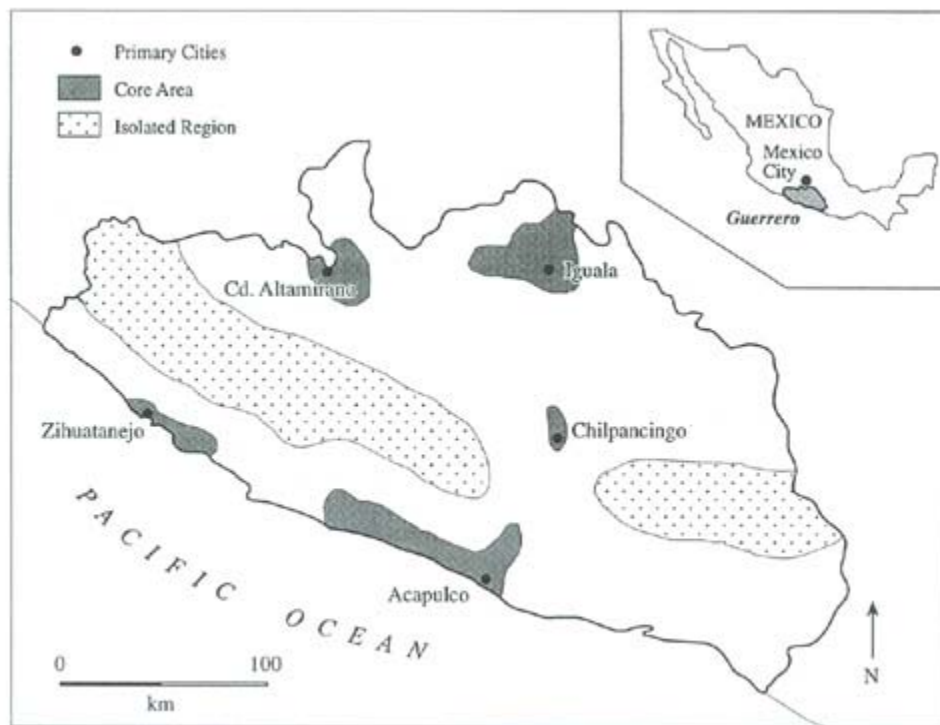 Primary Cities
Core Area
Isolated Region
MEXICO
Mexico
City
Guerrero
Cd. Altamirano
Iguala
Zihuatanejo
Chilpancingo
Acapulco
PACIFIC OCEAN
0 100
km
N